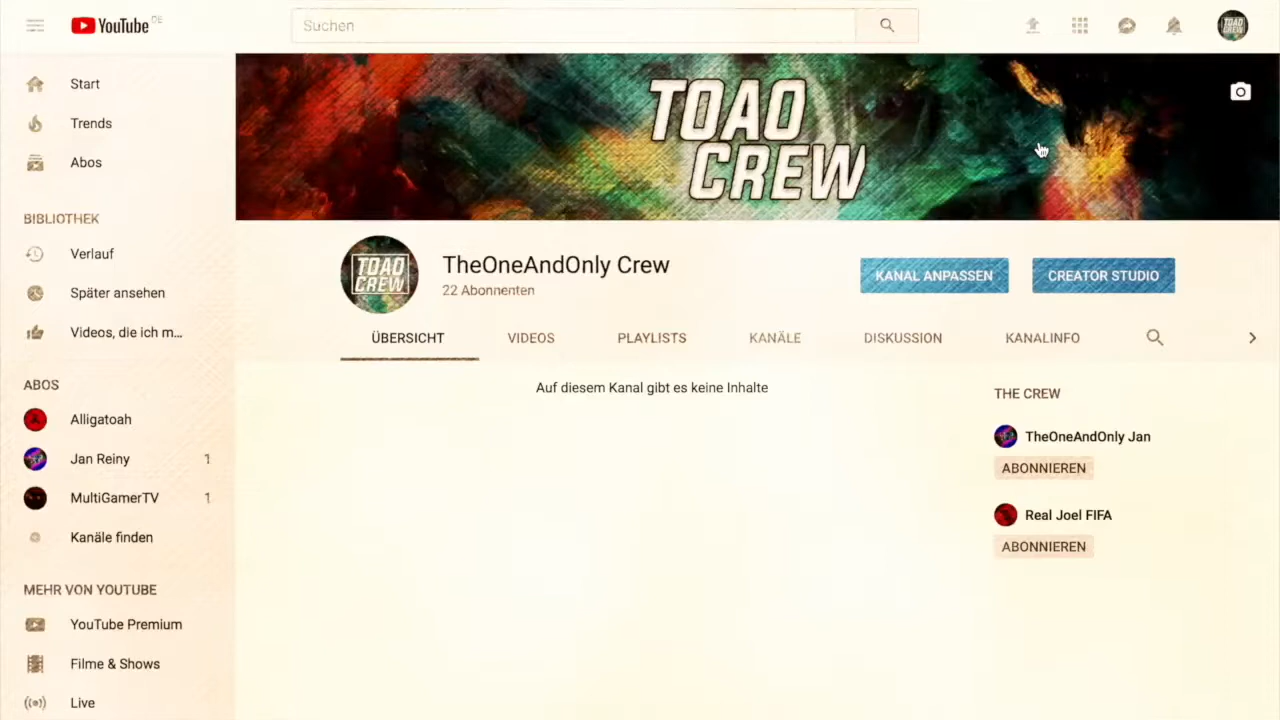 YouTube DE
Suchen
TOAO
CREW
Start
Trends
Abos
BIBLIOTHEK
Verlauf
Später ansehen
Videos, die ich m...
ABOS
Alligatoah
Jan Reiny 1
MultiGamerTV 1
Kanäle finden
MEHR VON YOUTUBE
YouTube Premium
Filme & Shows
Live
TOAO
CREW
TOAO
CREW
TheOneAndOnly Crew
22 Abonnenten
KANAL ANPASSEN
CREATOR STUDIO
ÜBERSICHT
VIDEOS
PLAYLISTS
KANÄLE
DISKUSSION
KANALINFO
Auf diesem Kanal gibt es keine Inhalte
THE CREW
TheOneAndOnly Jan
ABONNIEREN
Real Joel FIFA
ABONNIEREN